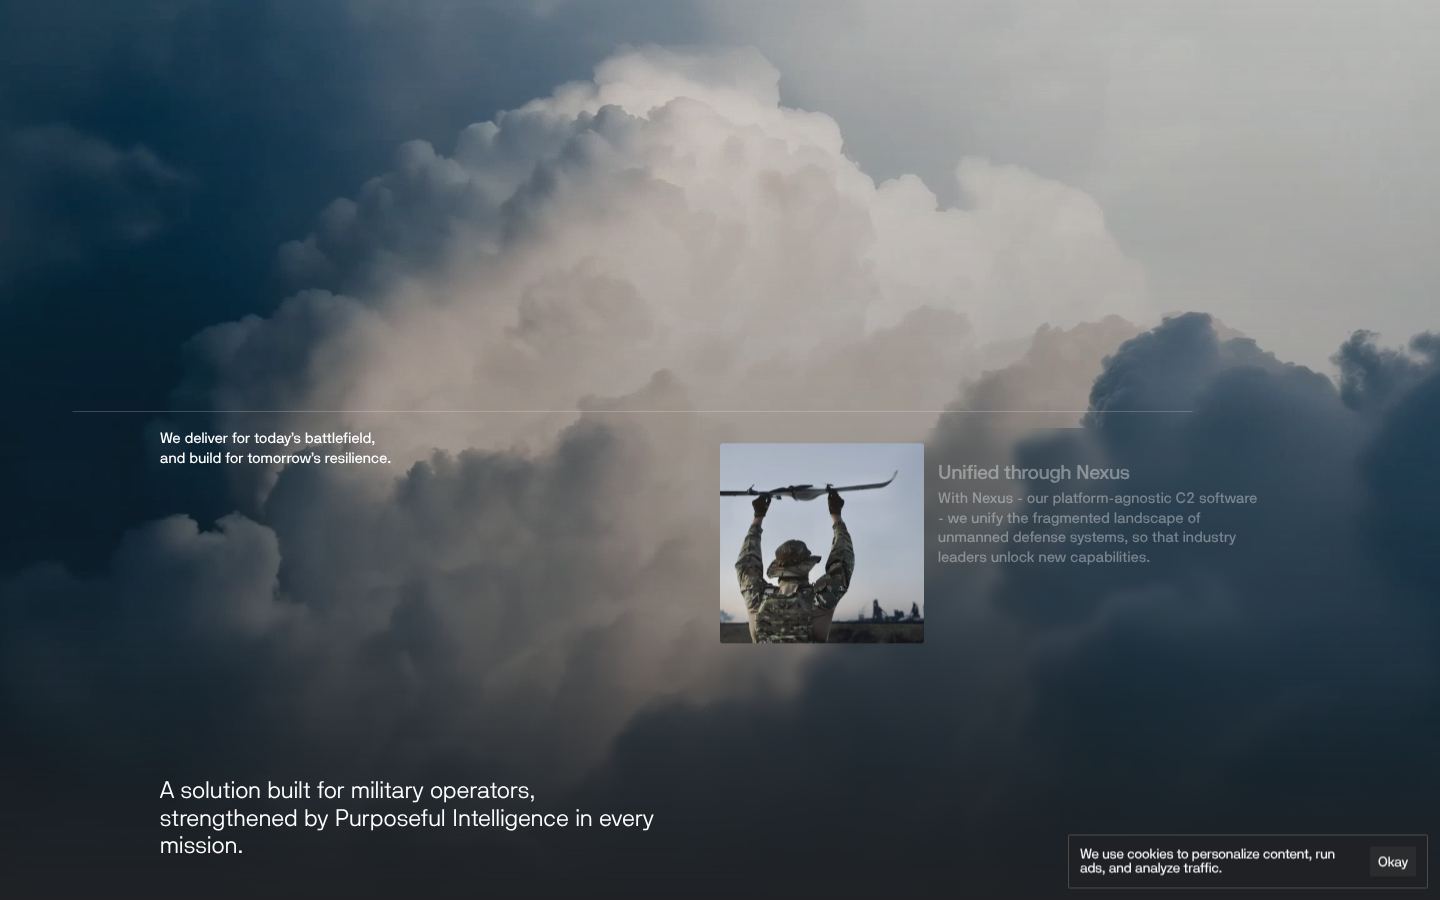 We deliver for today's battlefield,
and build for tomorrow's resilience.
Unified through Nexus
With Nexus - our platform-agnostic C2 software
- we unify the fragmented landscape of
unmanned defense systems, so that industry
leaders unlock new capabilities.
A solution built for military operators,
strengthened by Purposeful Intelligence in every
mission.
We use cookies to personalize content, run
ads, and analyze traffic.
Okay